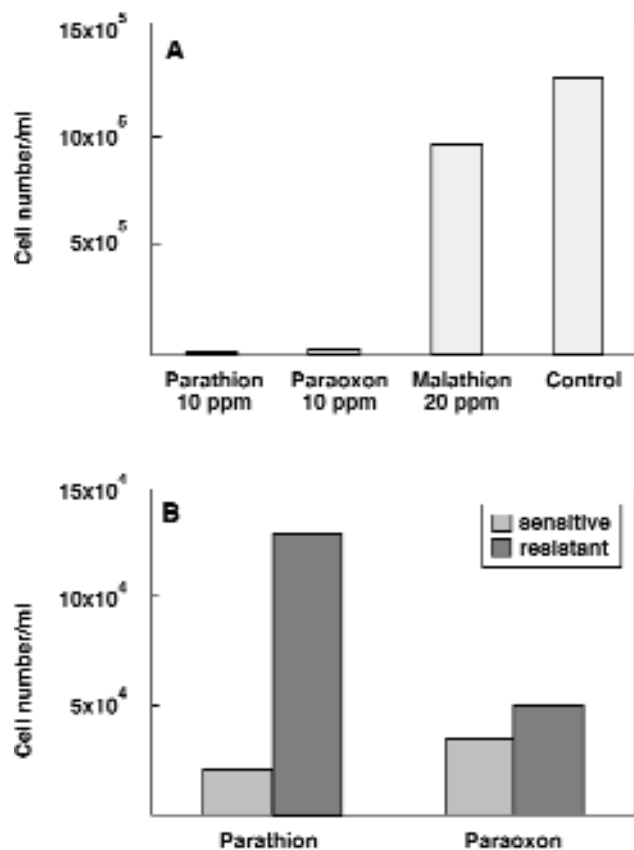 A
15x10⁵
10x10⁶
5x10⁵
Cell number/ml
Parathion Paraoxon Malathion Control
10 ppm 10 ppm 20 ppm
B
15x10⁴
10x10⁴
5x10⁴
Cell number/ml
sensitive
resistant
Parathion Paraoxon